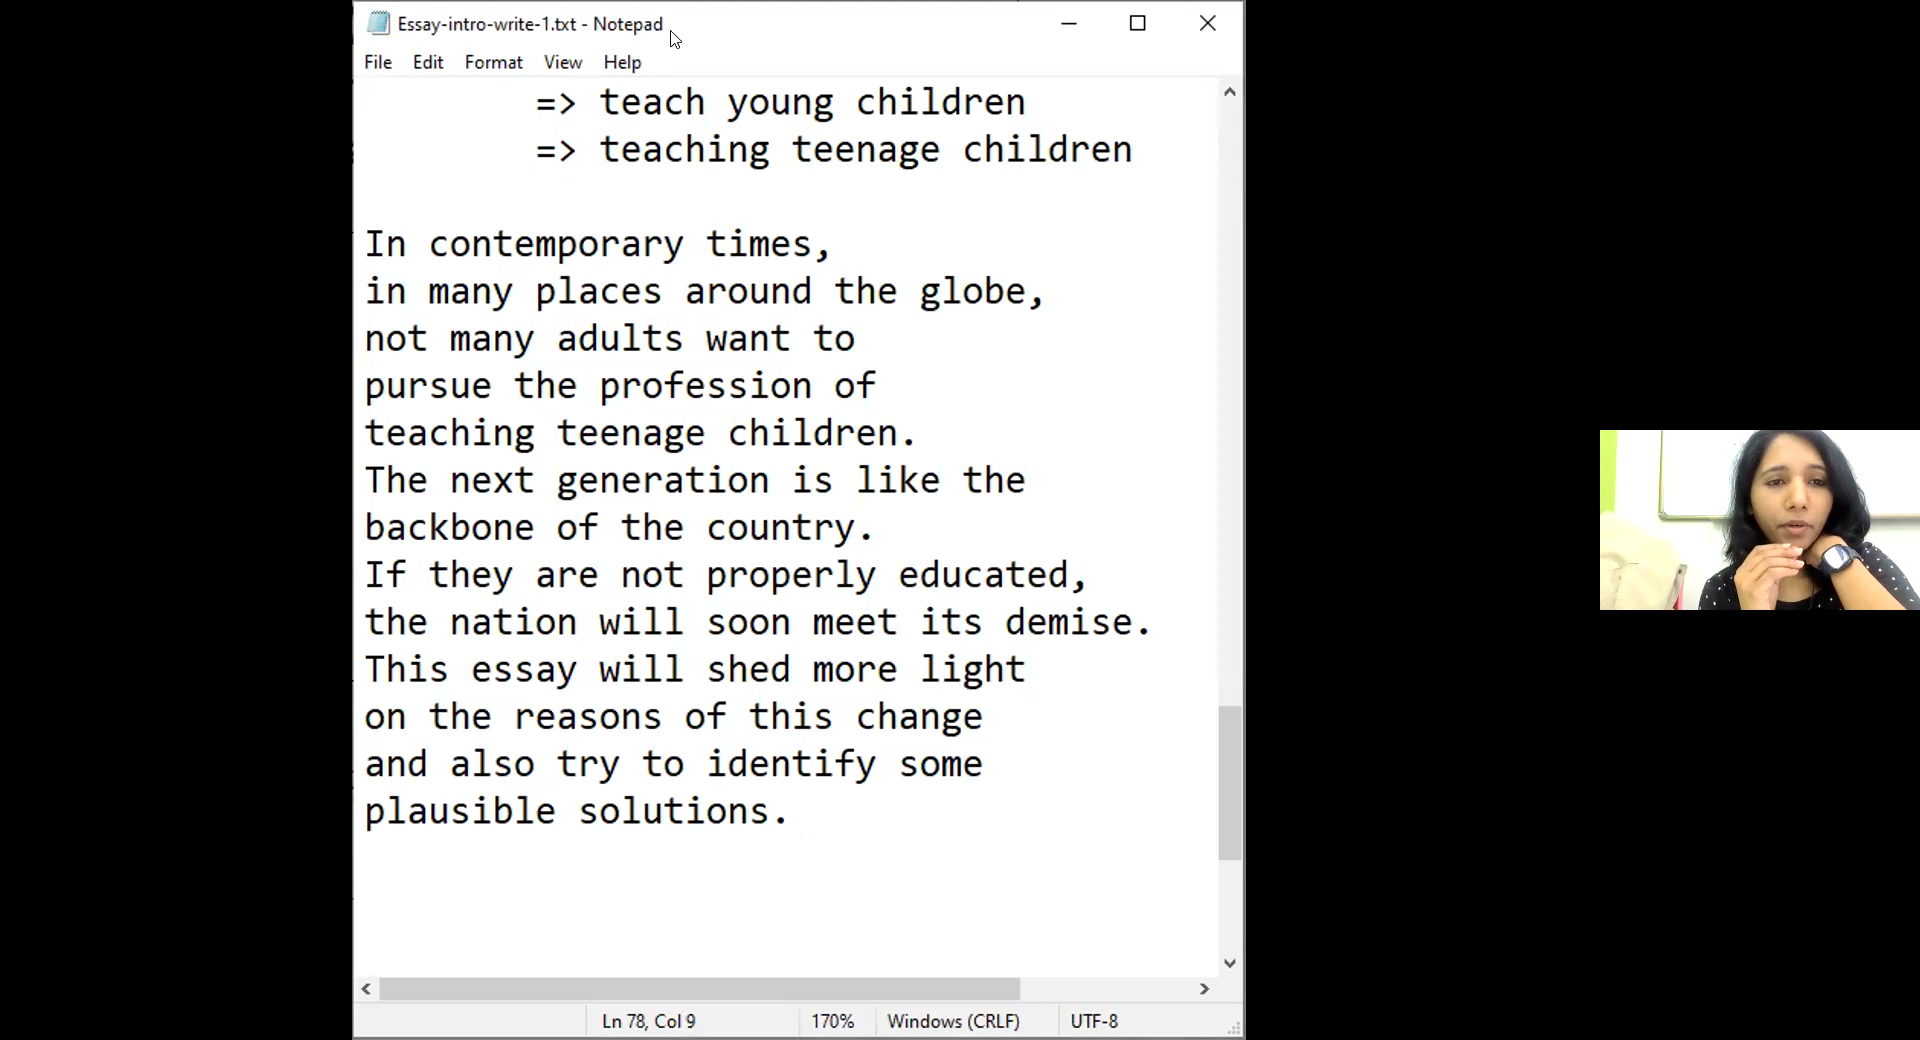 Essay-intro-write-1.txt - Notepad
File Edit Format View Help
=> teach young children
=> teaching teenage children
In contemporary times,
in many places around the globe,
not many adults want to
pursue the profession of
teaching teenage children.
The next generation is like the
backbone of the country.
If they are not properly educated,
the nation will soon meet its demise.
This essay will shed more light
on the reasons of this change
and also try to identify some
plausible solutions.
Ln 78, Col 9 170% Windows (CRLF) UTF-8